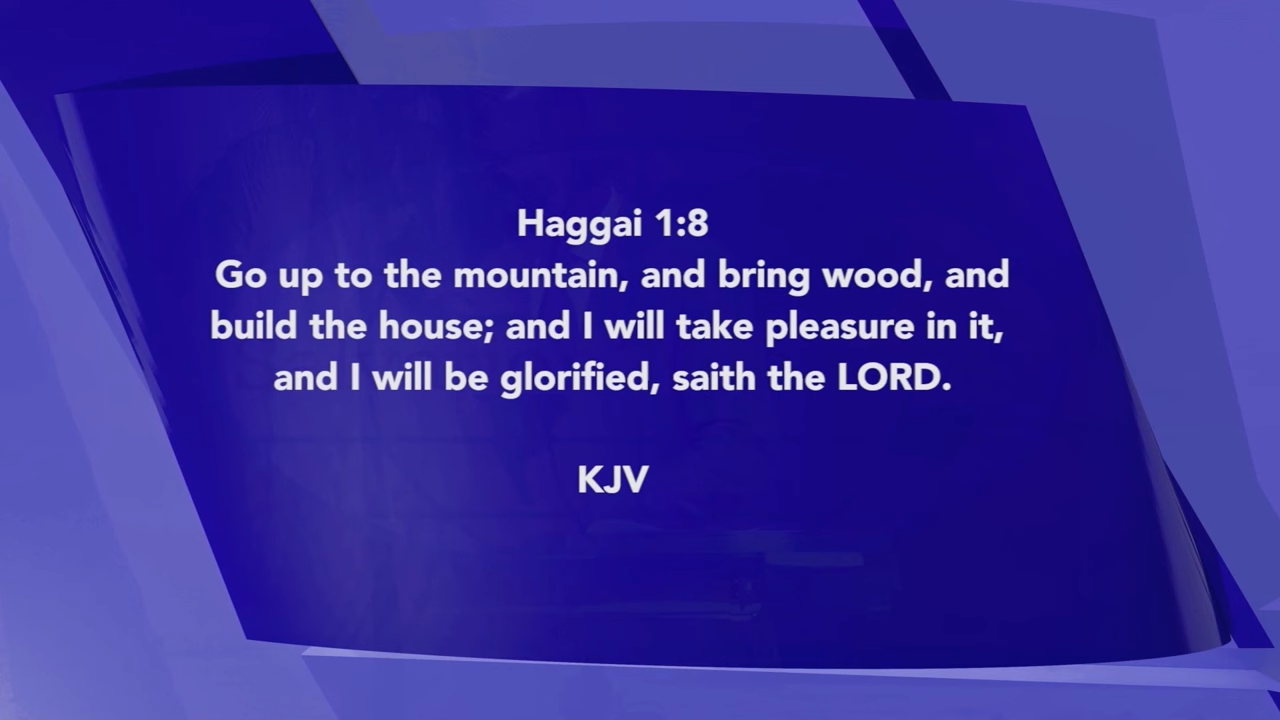 Haggai 1:8
Go up to the mountain, and bring wood, and
build the house; and I will take pleasure in it,
and I will be glorified, saith the LORD.
KJV